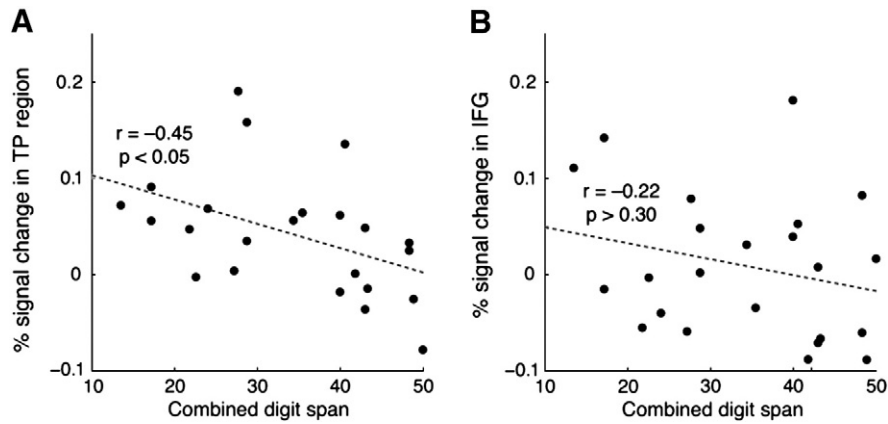 A
% signal change in TP region
0.2
0.1
0
−0.1
r = −0.45
p < 0.05
10 20 30 40 50
Combined digit span
B
% signal change in IFG
0.2
0.1
0
−0.1
r = −0.22
p > 0.30
10 20 30 40 50
Combined digit span